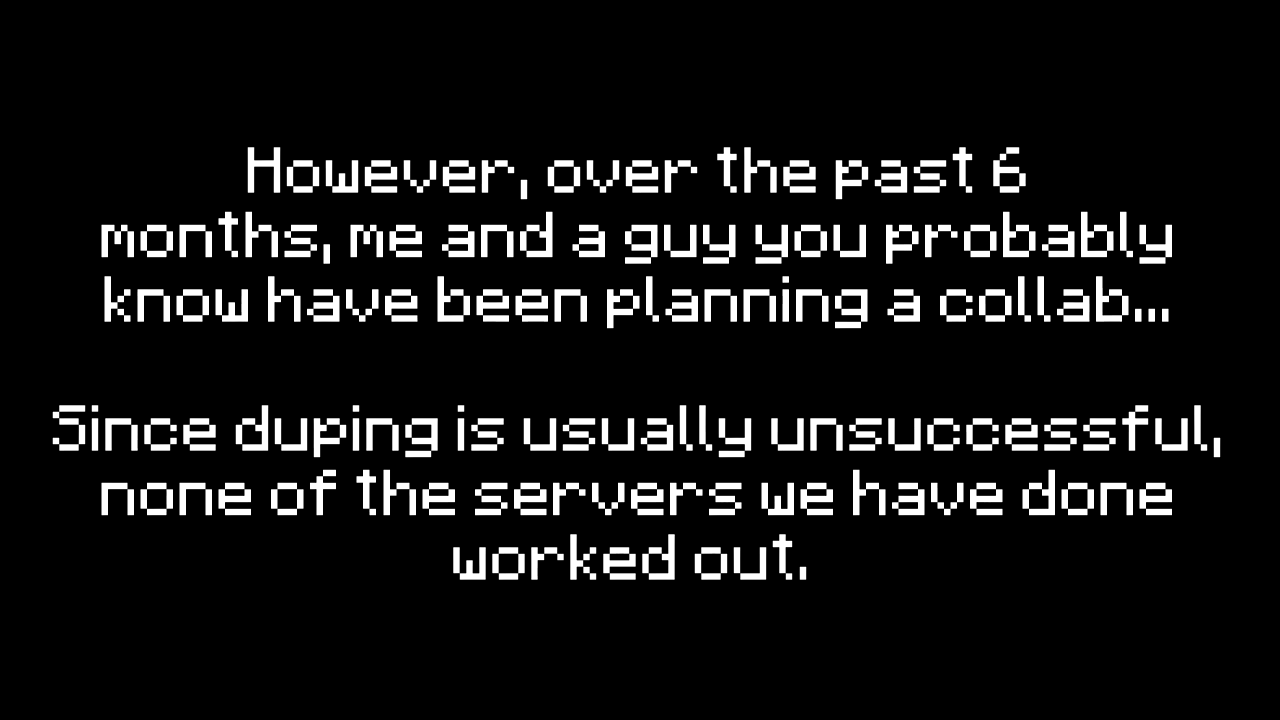 However, over the past 6
months, me and a guy you probably
know have been planning a collab...
Since duping is usually unsuccessful,
none of the servers we have done
worked out.